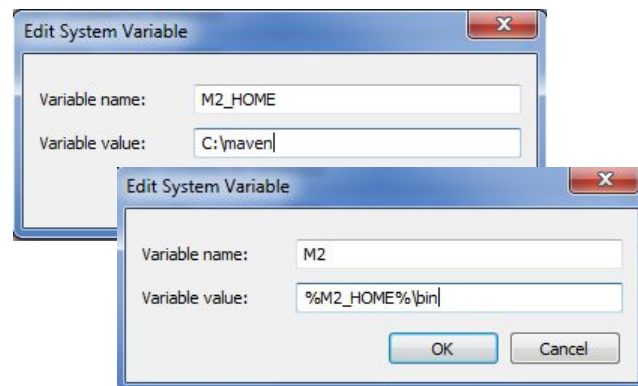 Edit System Variable
Variable name: M2_HOME
Variable value: C:\maven
Edit System Variable
Variable name: M2
Variable value: %M2_HOME%\bin
OK Cancel